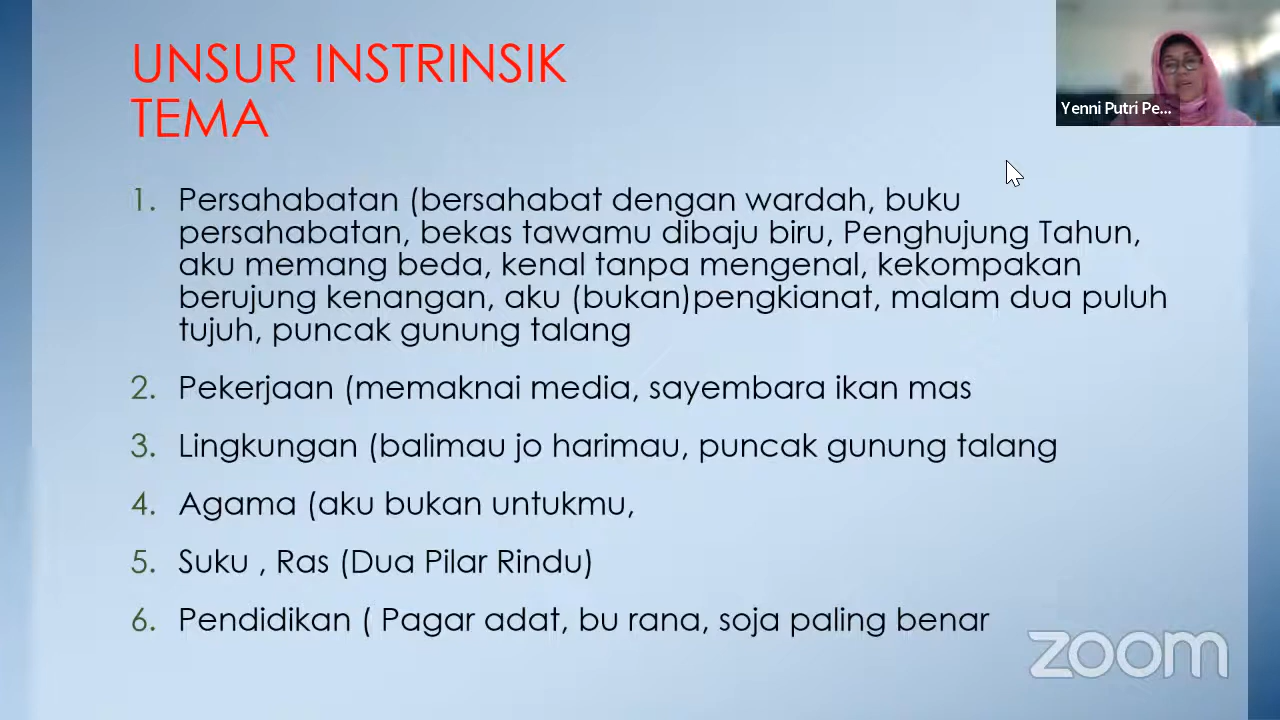 UNSUR INSTRINSIK
TEMA
Yenni Putri Pe...
1. Persahabatan (bersahabat dengan wardah, buku
persahabatan, bekas tawamu dibaju biru, Penghujung Tahun,
aku memang beda, kenal tanpa mengenal, kekompakan
berujung kenangan, aku (bukan)pengkianat, malam dua puluh
tujuh, puncak gunung talang
2. Pekerjaan (memaknai media, sayembara ikan mas
3. Lingkungan (balimau jo harimau, puncak gunung talang
4. Agama (aku bukan untukmu,
5. Suku , Ras (Dua Pilar Rindu)
6. Pendidikan ( Pagar adat, bu rana, soja paling benar
zoom